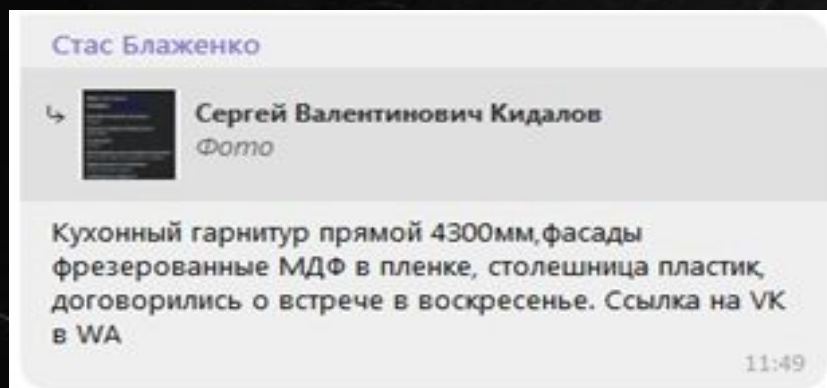 Стас Блаженко
Сергей Валентинович Кидалов
Фото
Кухонный гарнитур прямой 4300мм,фасады
фрезерованные МДФ в пленке, столешница пластик,
договорились о встрече в воскресенье. Ссылка на VK
в WA
11:49